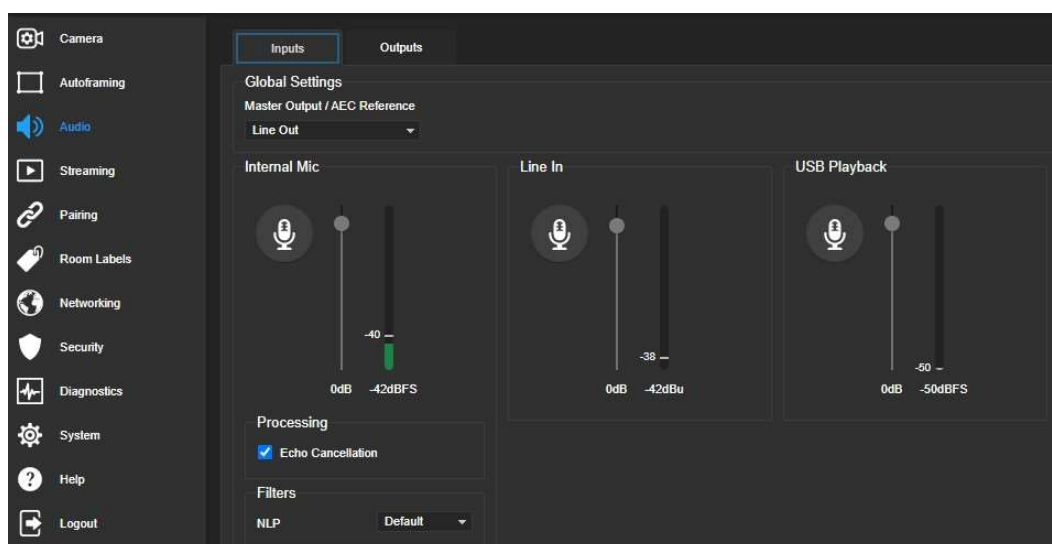 Camera
Autoframing
Audio
Streaming
Pairing
Room Labels
Networking
Security
Diagnostics
System
Help
Logout
Inputs Outputs
Global Settings
Master Output / AEC Reference
Line Out
Internal Mic
-40
0dB -42dBFS
Processing
Echo Cancellation
Filters
NLP Default
Line In
-38
0dB -42dBu
USB Playback
-50
0dB -50dBFS